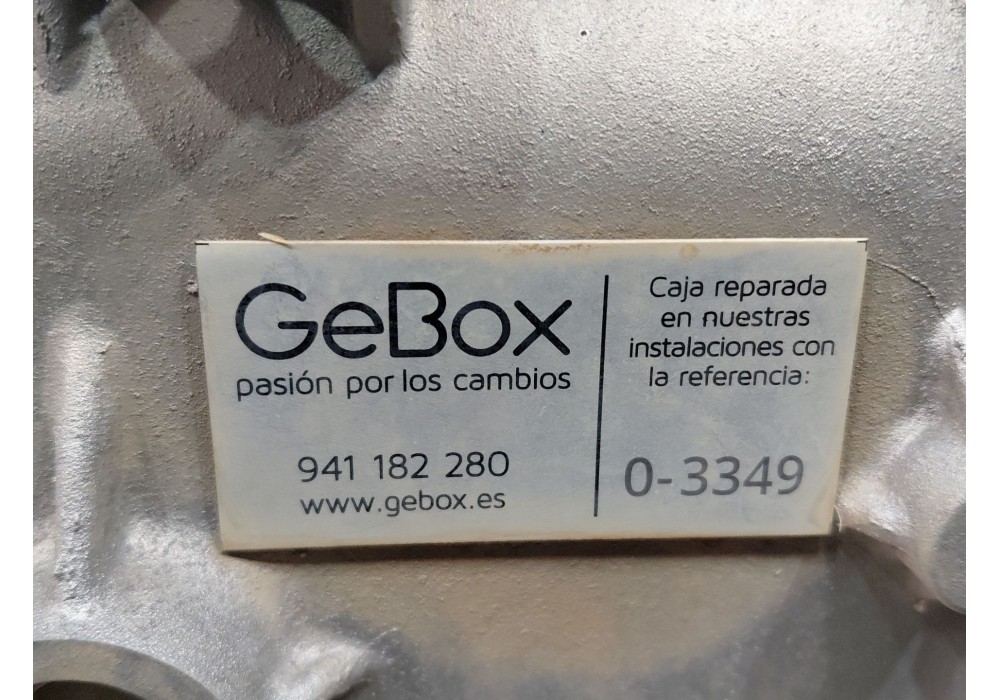 GeBox
pasión por los cambios
941 182 280
www.gebox.es
Caja reparada
en nuestras
instalaciones con
la referencia:
0-3349